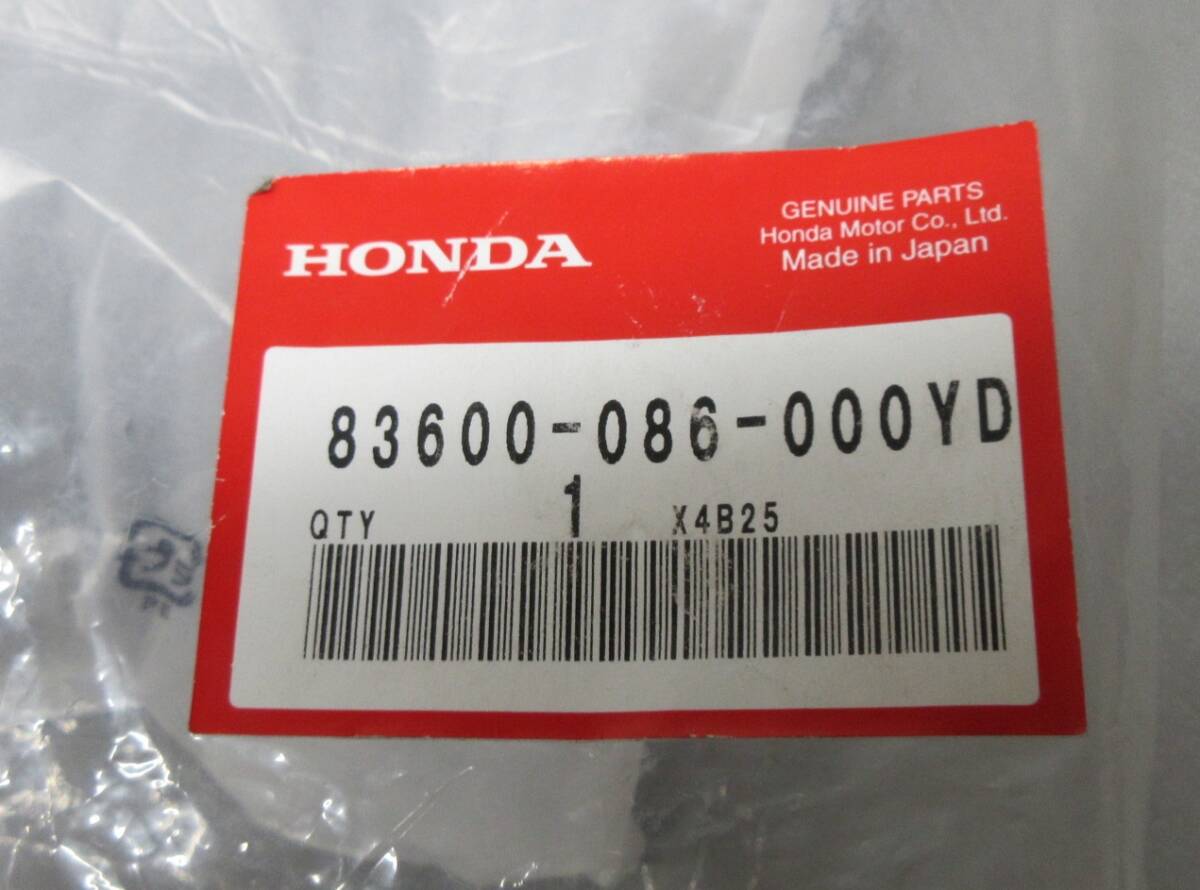 HONDA
GENUINE PARTS
Honda Motor Co., Ltd.
Made in Japan
83600-086-000YD
QTY 1 X4B25